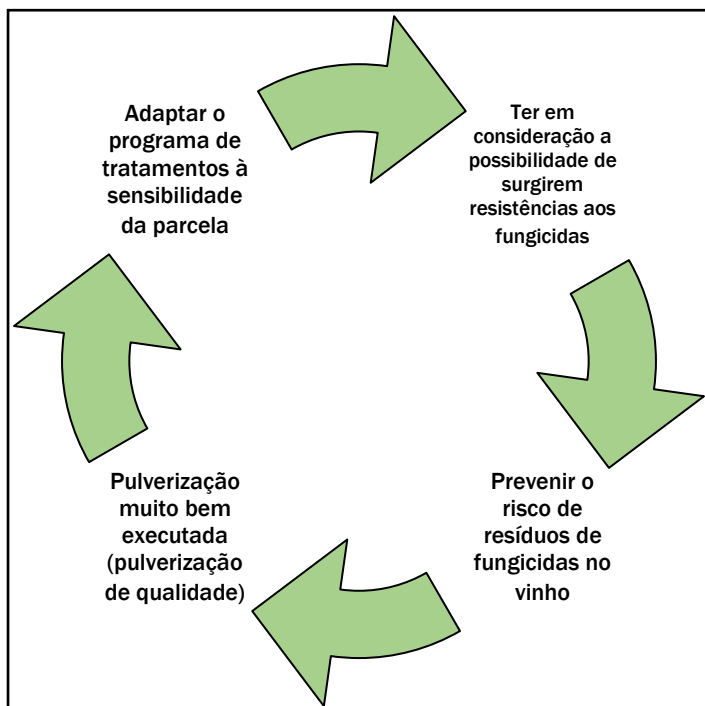 Adaptar o
programa de
tratamentos à
sensibilidade
da parcela
Ter em
consideração a
possibilidade de
surgirem
resistências aos
fungicidas
Prevenir o
risco de
resíduos de
fungicidas no
vinho
Pulverização
muito bem
executada
(pulverização
de qualidade)